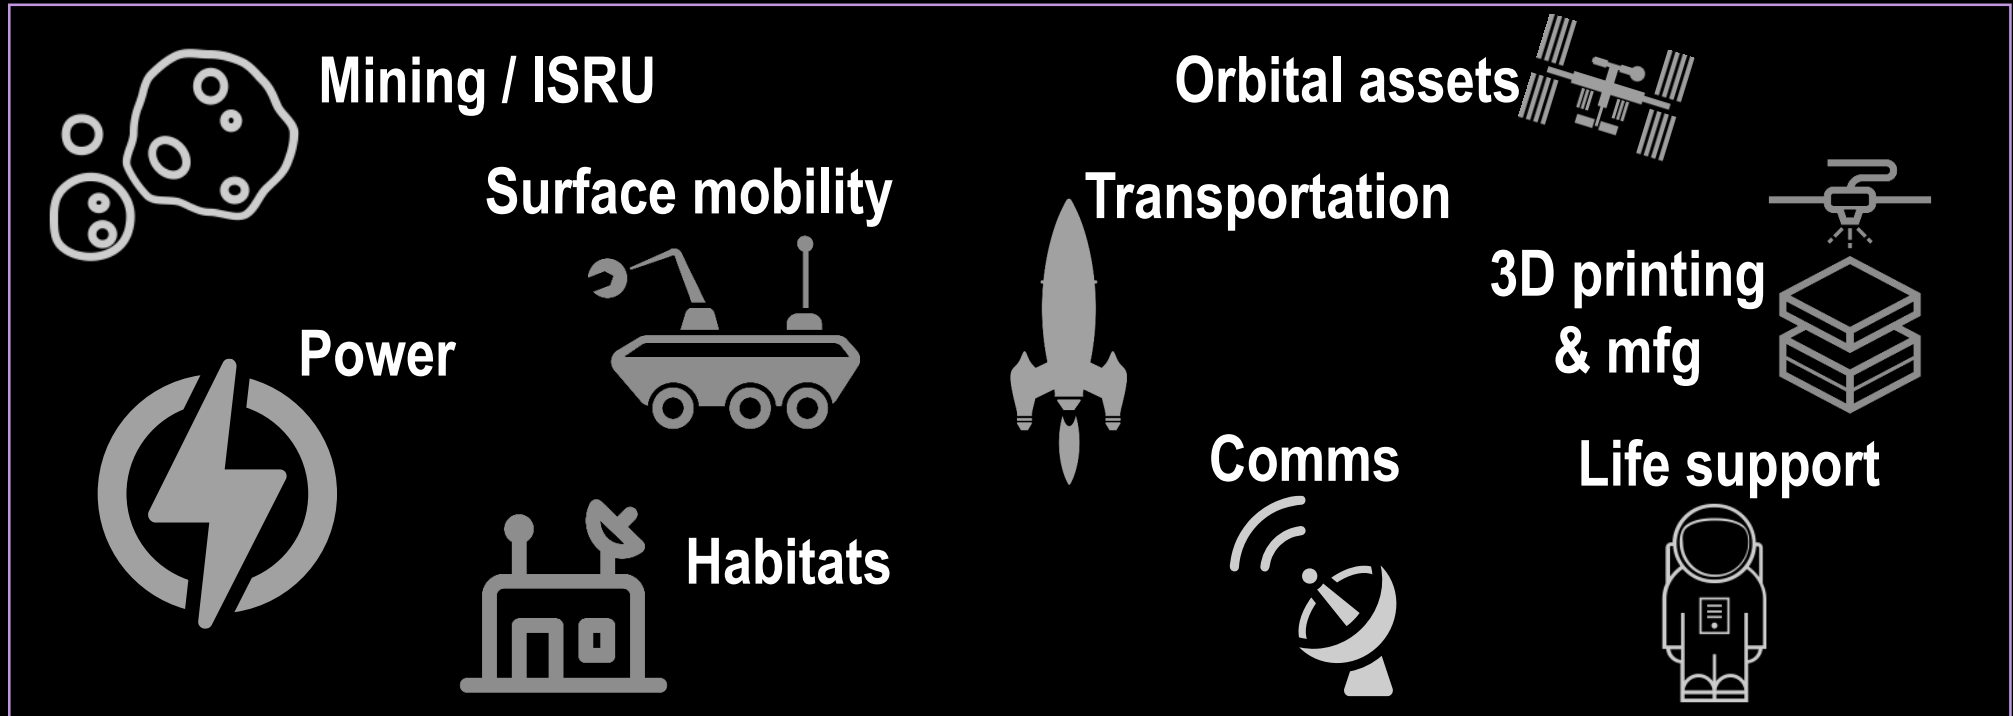 Mining / ISRU
Orbital assets
Surface mobility
Transportation
3D printing
& mfg
Power
Comms
Life support
Habitats